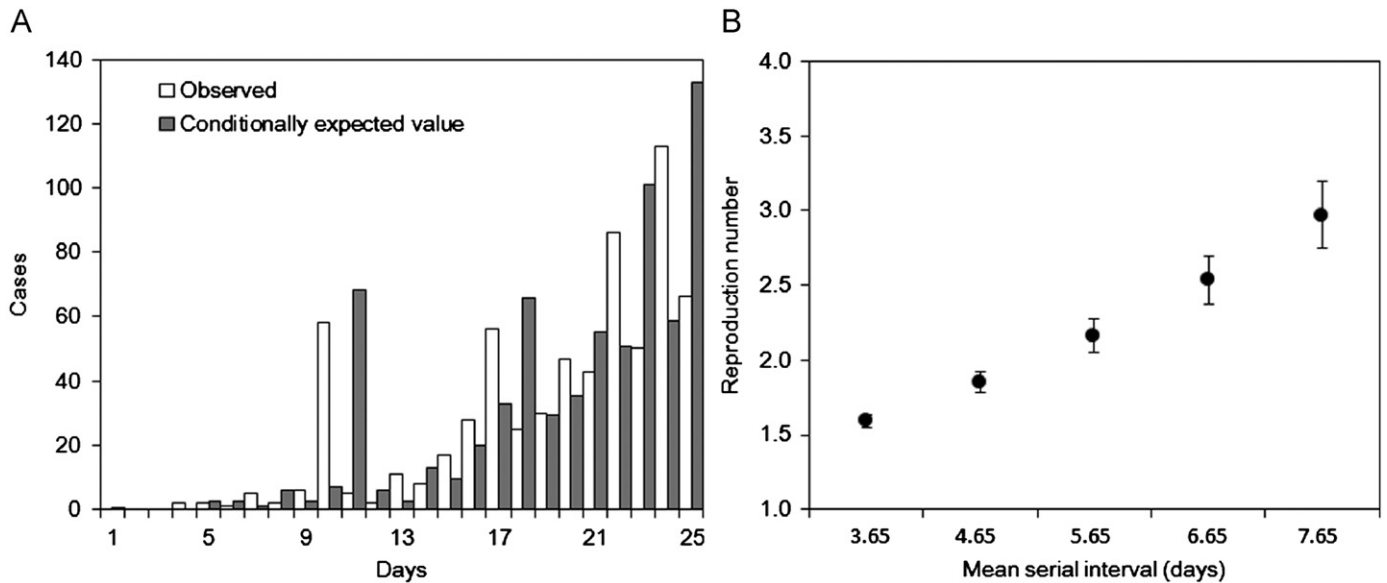 A
140
120
100
80
60
40
20
0
Cases
Observed
Conditionally expected value
1 5 9 13 17 21 25
Days
B
4.0
3.5
3.0
2.5
2.0
1.5
1.0
Reproduction number
3.65 4.65 5.65 6.65 7.65
Mean serial interval (days)